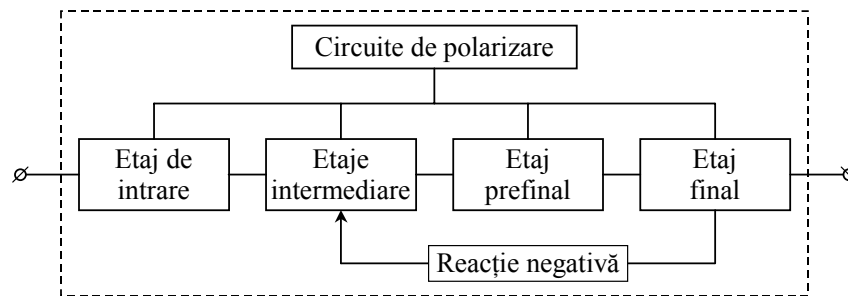 Circuite de polarizare
Etaj de
intrare
Etaje
intermediare
Etaj
prefinal
Etaj
final
Reacție negativă